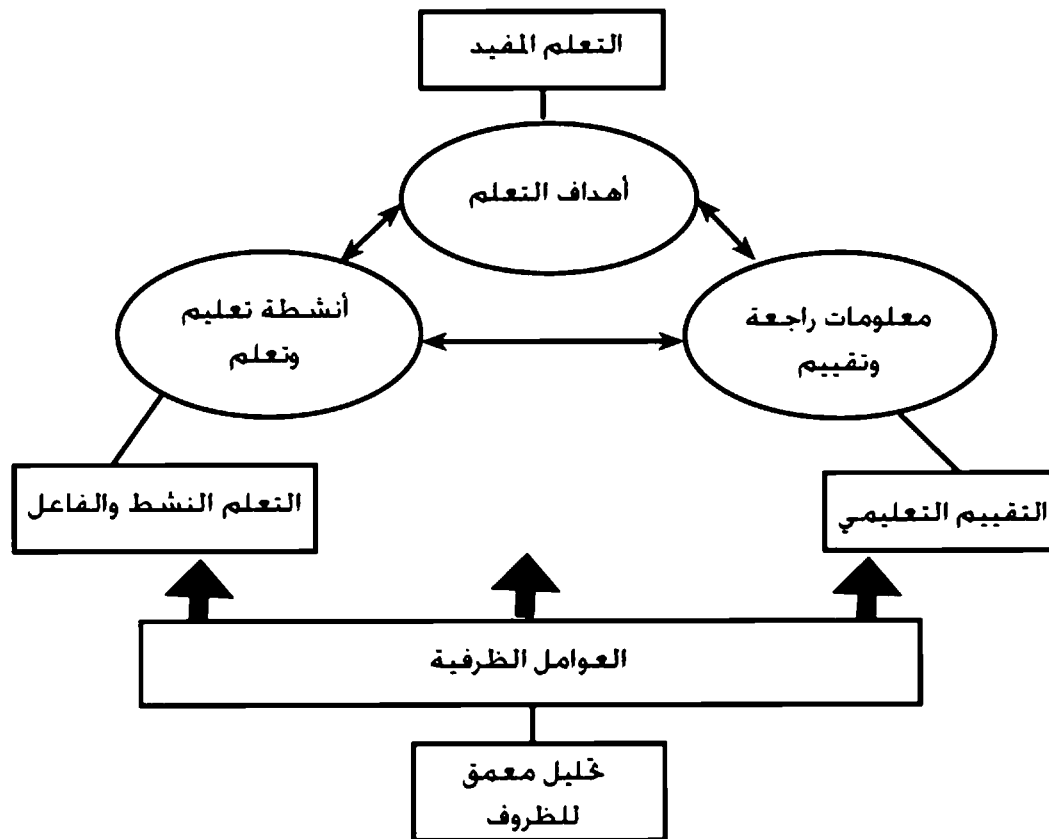 التعلم المفيد
أهداف التعلم
أنشطة تعليم
وتعلم
معلومات راجعة
وتقييم
التعلم النشط والفاعل
التقييم التعليمي
العوامل الظرفية
تحليل معمق
للظروف